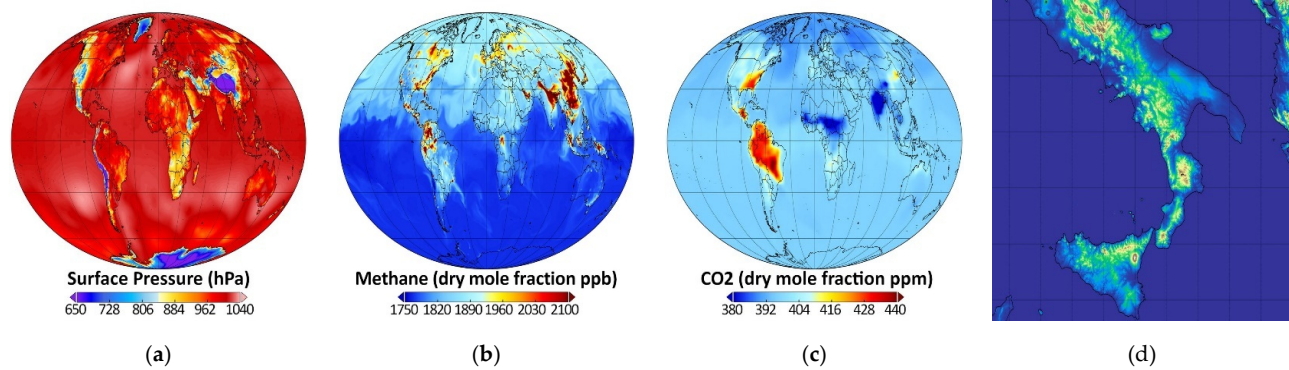 Surface Pressure (hPa)
650 728 806 884 962 1040
Methane (dry mole fraction ppb)
1750 1820 1890 1960 2030 2100
CO2 (dry mole fraction ppm)
380 392 404 416 428 440
(a)
(b)
(c)
(d)